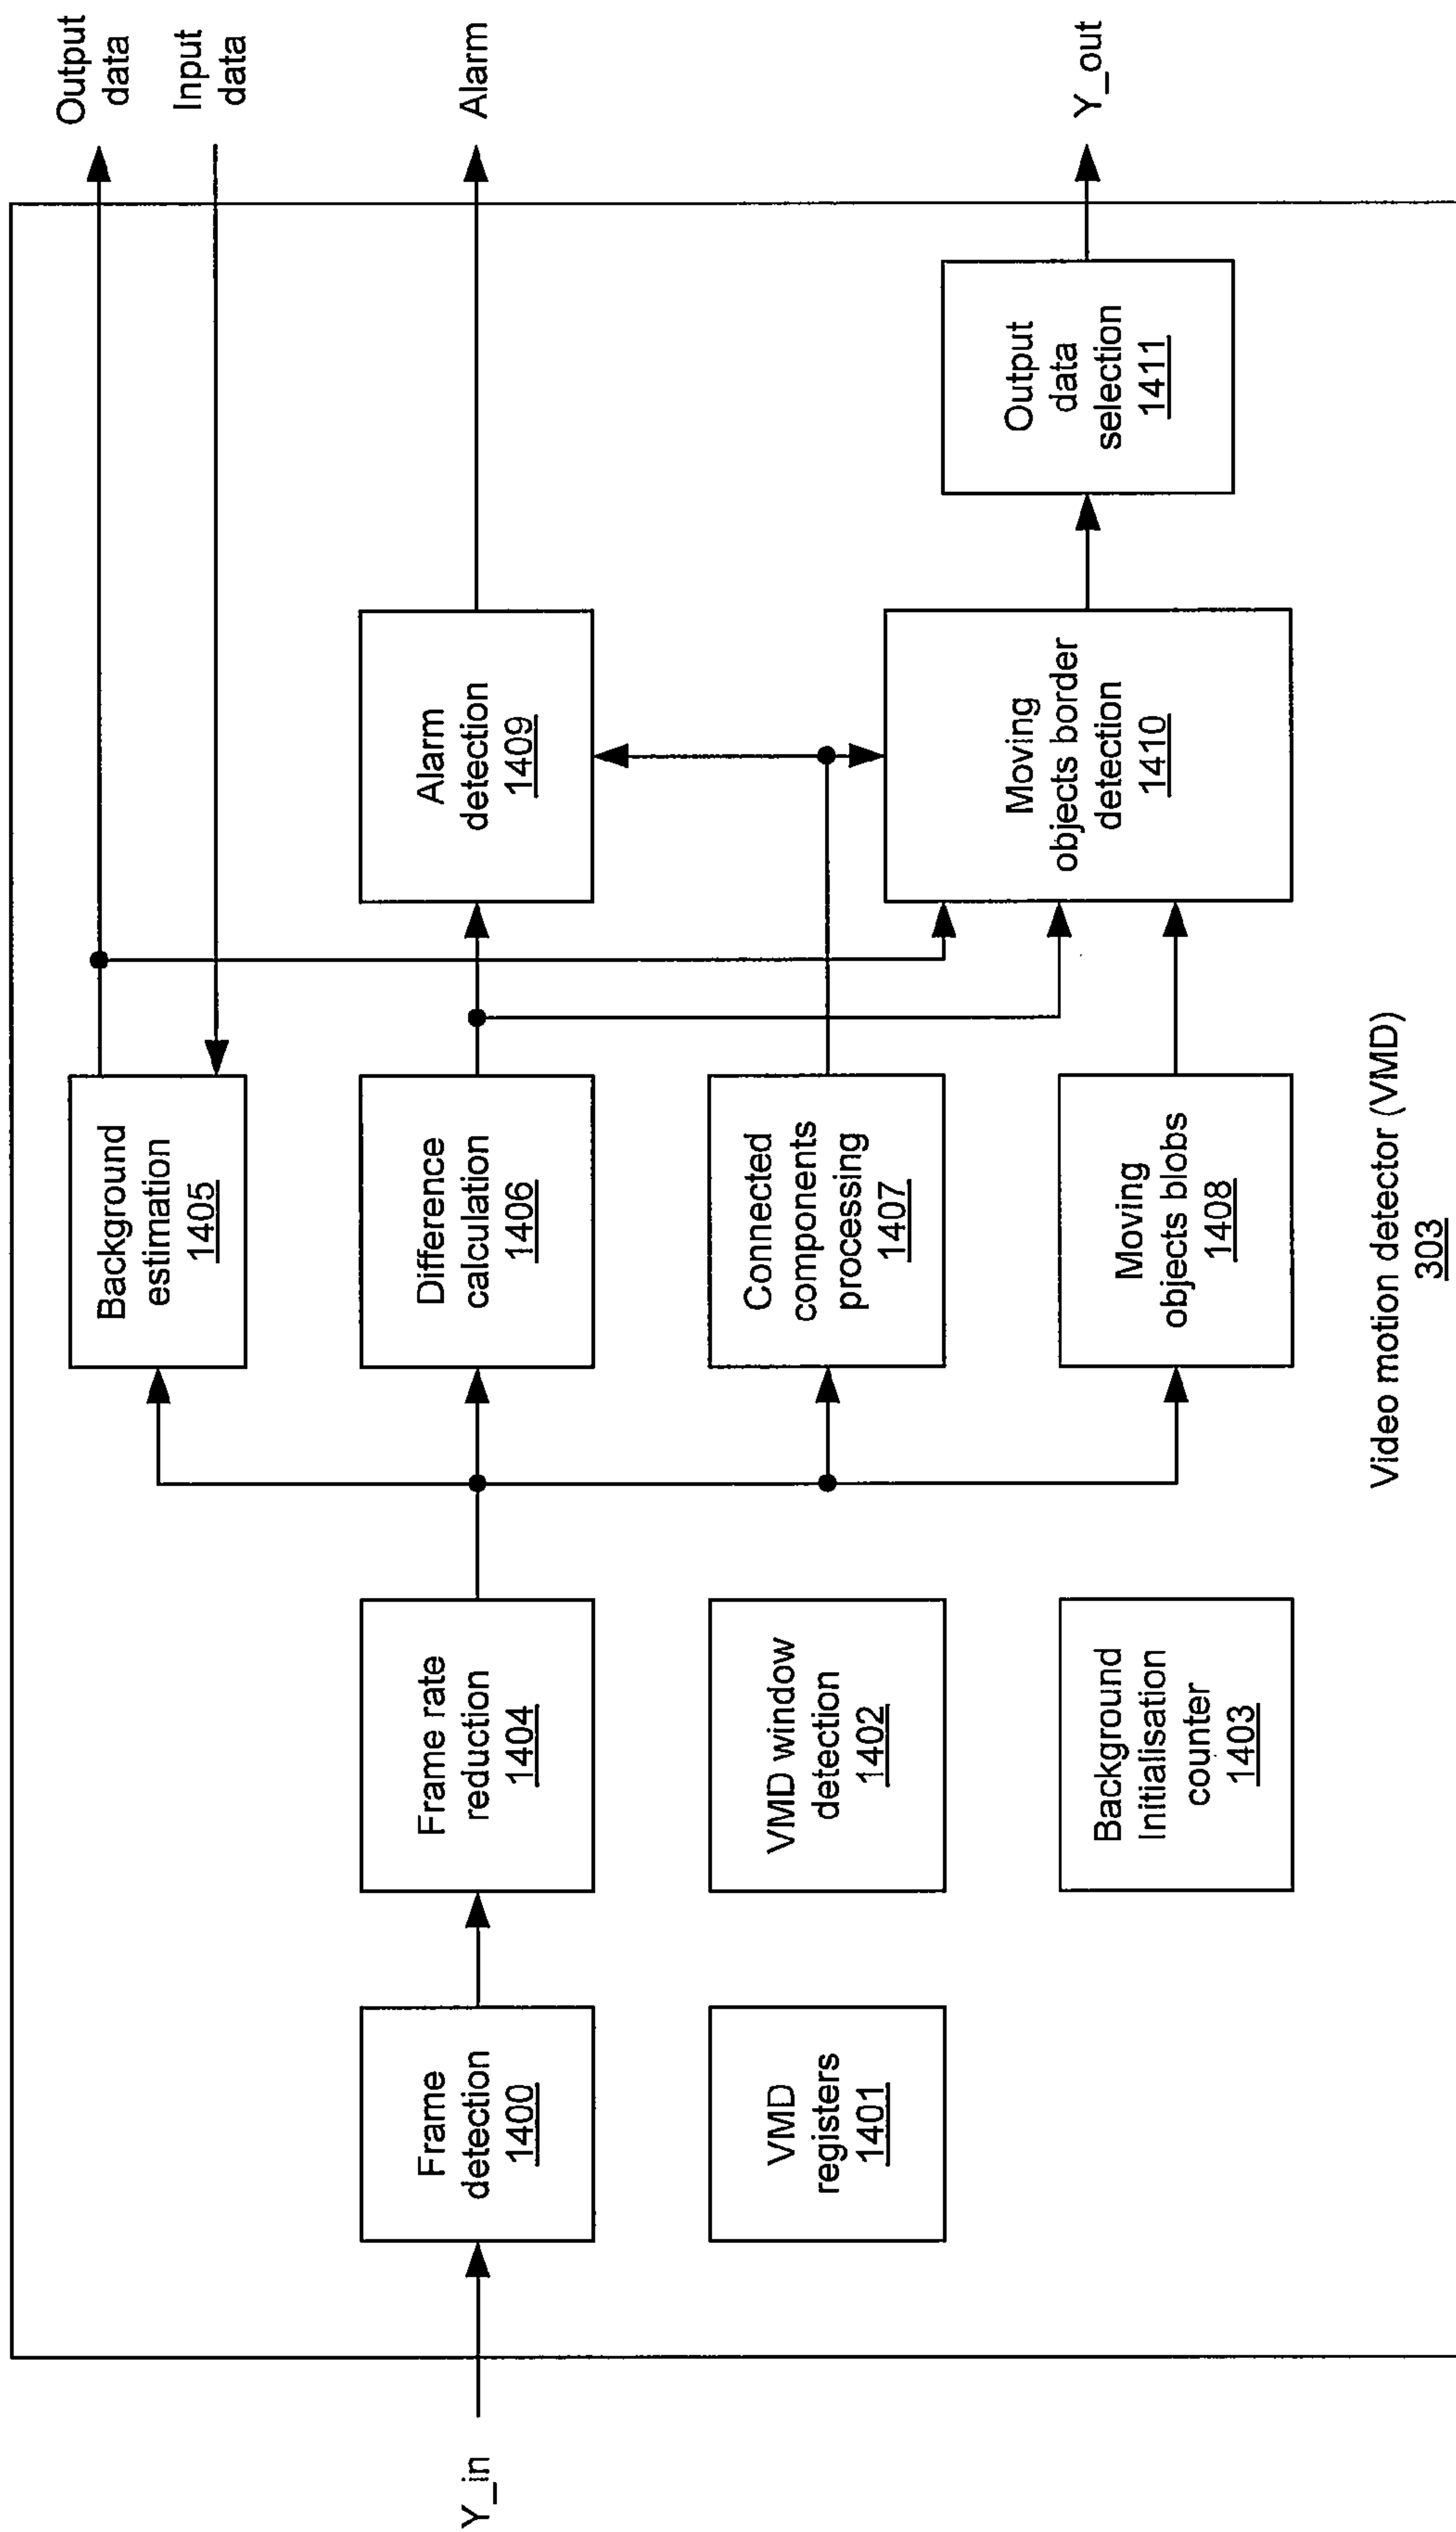 Output
data
Input
data
Background
estimation
1405
Y_in
Frame
detection
1400
Frame rate
reduction
1404
Difference
calculation
1406
Alarm
detection
1409
Alarm
VMD
registers
1401
VMD window
detection
1402
Connected
components
processing
1407
Background
Initialisation
counter
1403
Moving
objects blobs
1408
Moving
objects border
detection
1410
Output
data
selection
1411
Y_out
Video motion detector (VMD)
303